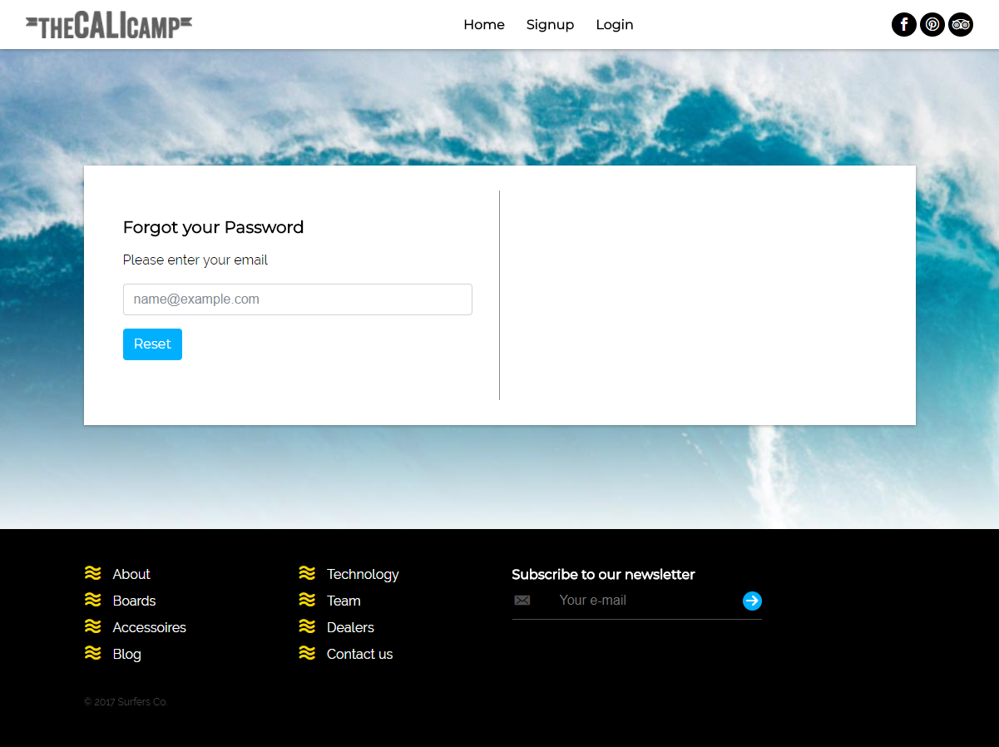 THECALICAMP
Home Signup Login
Forgot your Password
Please enter your email
name@example.com
Reset
About
Boards
Accessoires
Blog
Technology
Team
Dealers
Contact us
Subscribe to our newsletter
Your e-mail
© 2017 Surfers Co.